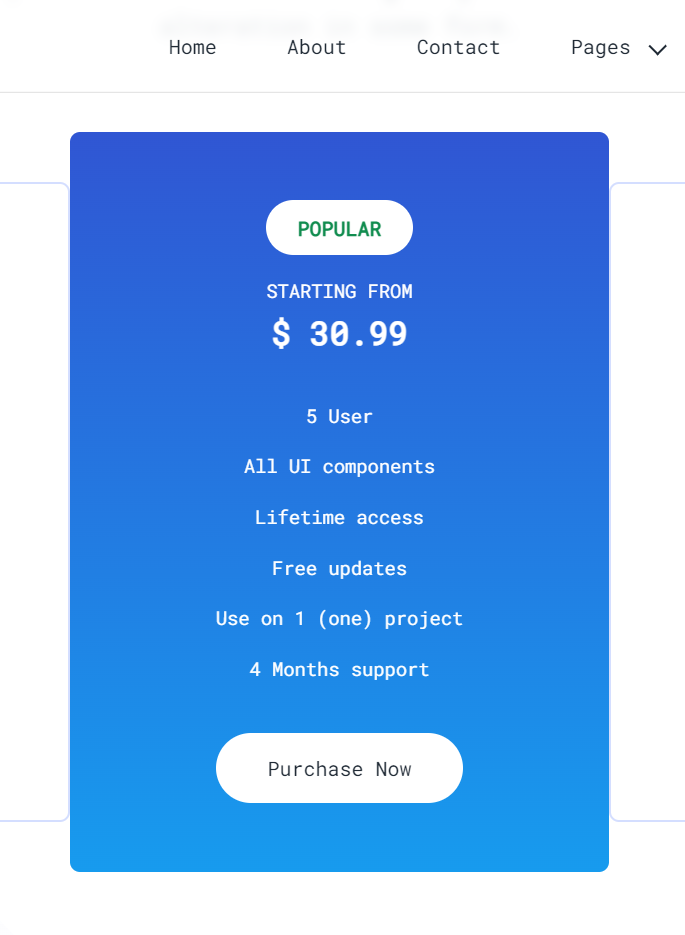 Home About Contact Pages
POPULAR
STARTING FROM
$ 30.99
5 User
All UI components
Lifetime access
Free updates
Use on 1 (one) project
4 Months support
Purchase Now